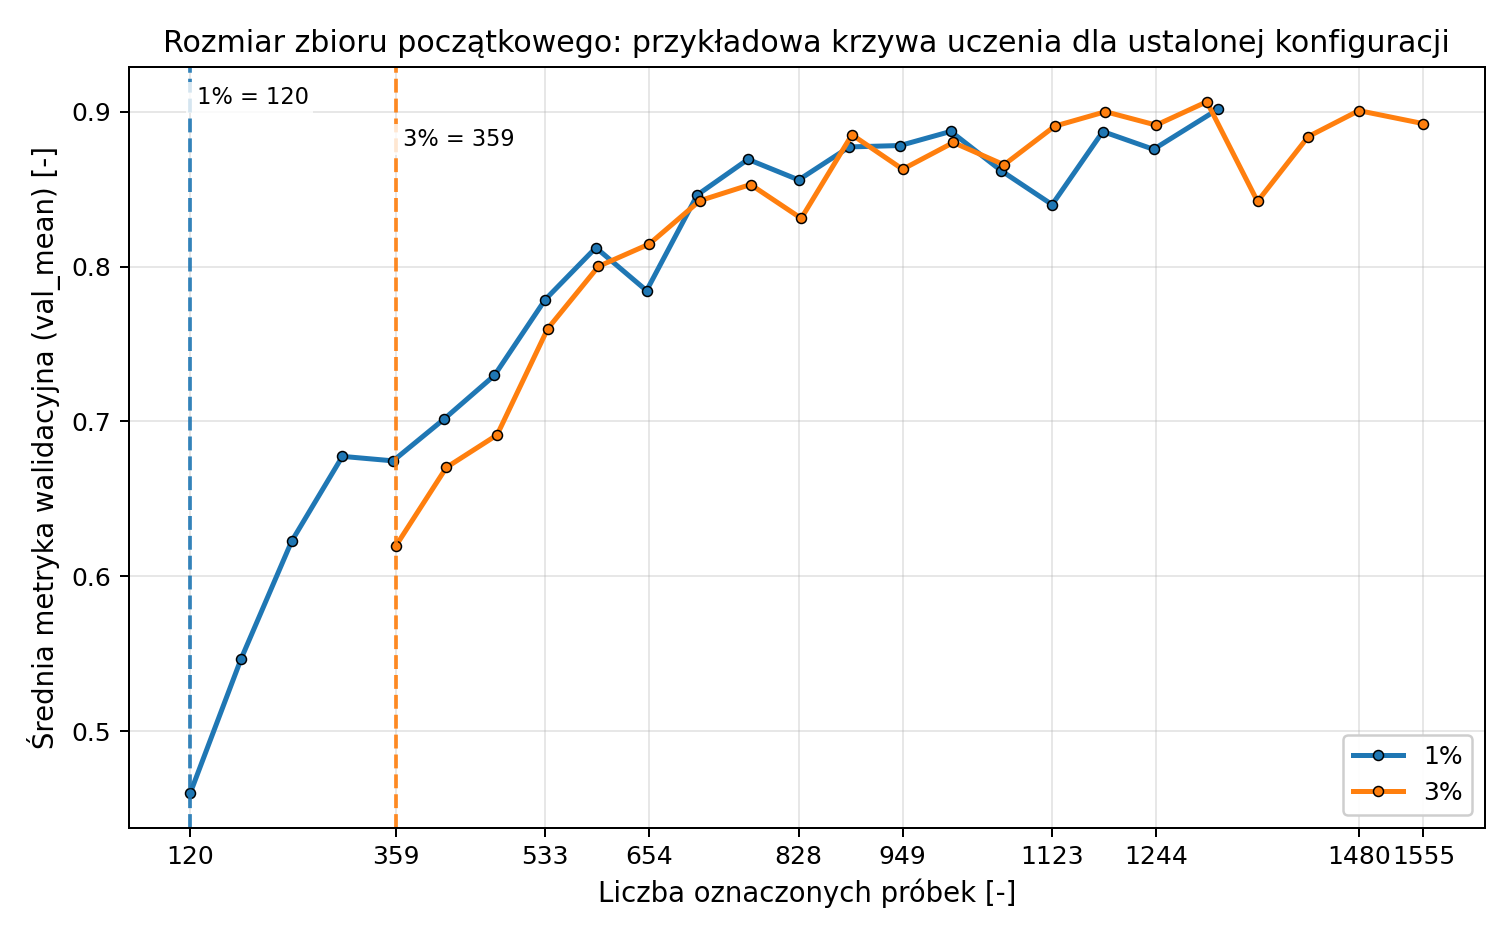 Rozmiar zbioru początkowego: przykładowa krzywa uczenia dla ustalonej konfiguracji
Średnia metryka walidacyjna (val_mean) [-]
0.9
0.8
0.7
0.6
0.5
1% = 120
3% = 359
1%
3%
120 359 533 654 828 949 1123 1244 1480 1555
Liczba oznaczonych próbek [-]